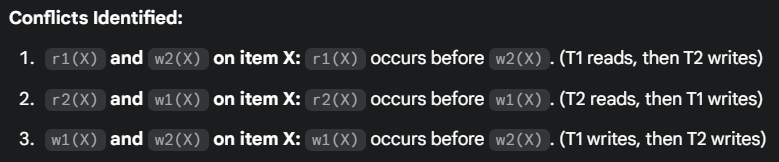 Conflicts Identified:
1. r1(X) and w2(X) on item X: r1(X) occurs before w2(X). (T1 reads, then T2 writes)
2. r2(X) and w1(X) on item X: r2(X) occurs before w1(X). (T2 reads, then T1 writes)
3. w1(X) and w2(X) on item X: w1(X) occurs before w2(X). (T1 writes, then T2 writes)